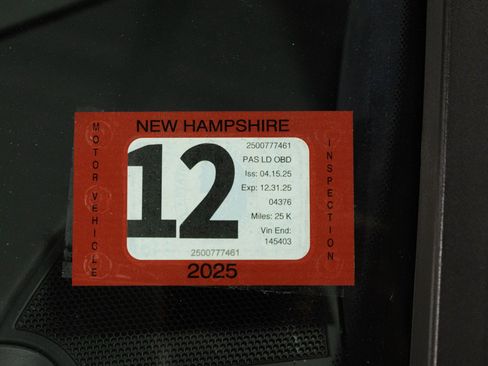 NEW HAMPSHIRE
MOTOR VEHICLE
12
2500777461
PAS LD OBD
Iss: 04.15.25
Exp: 12.31.25
04376
Miles: 25 K
Vin End:
145403
2500777461
INSPECTION
2025